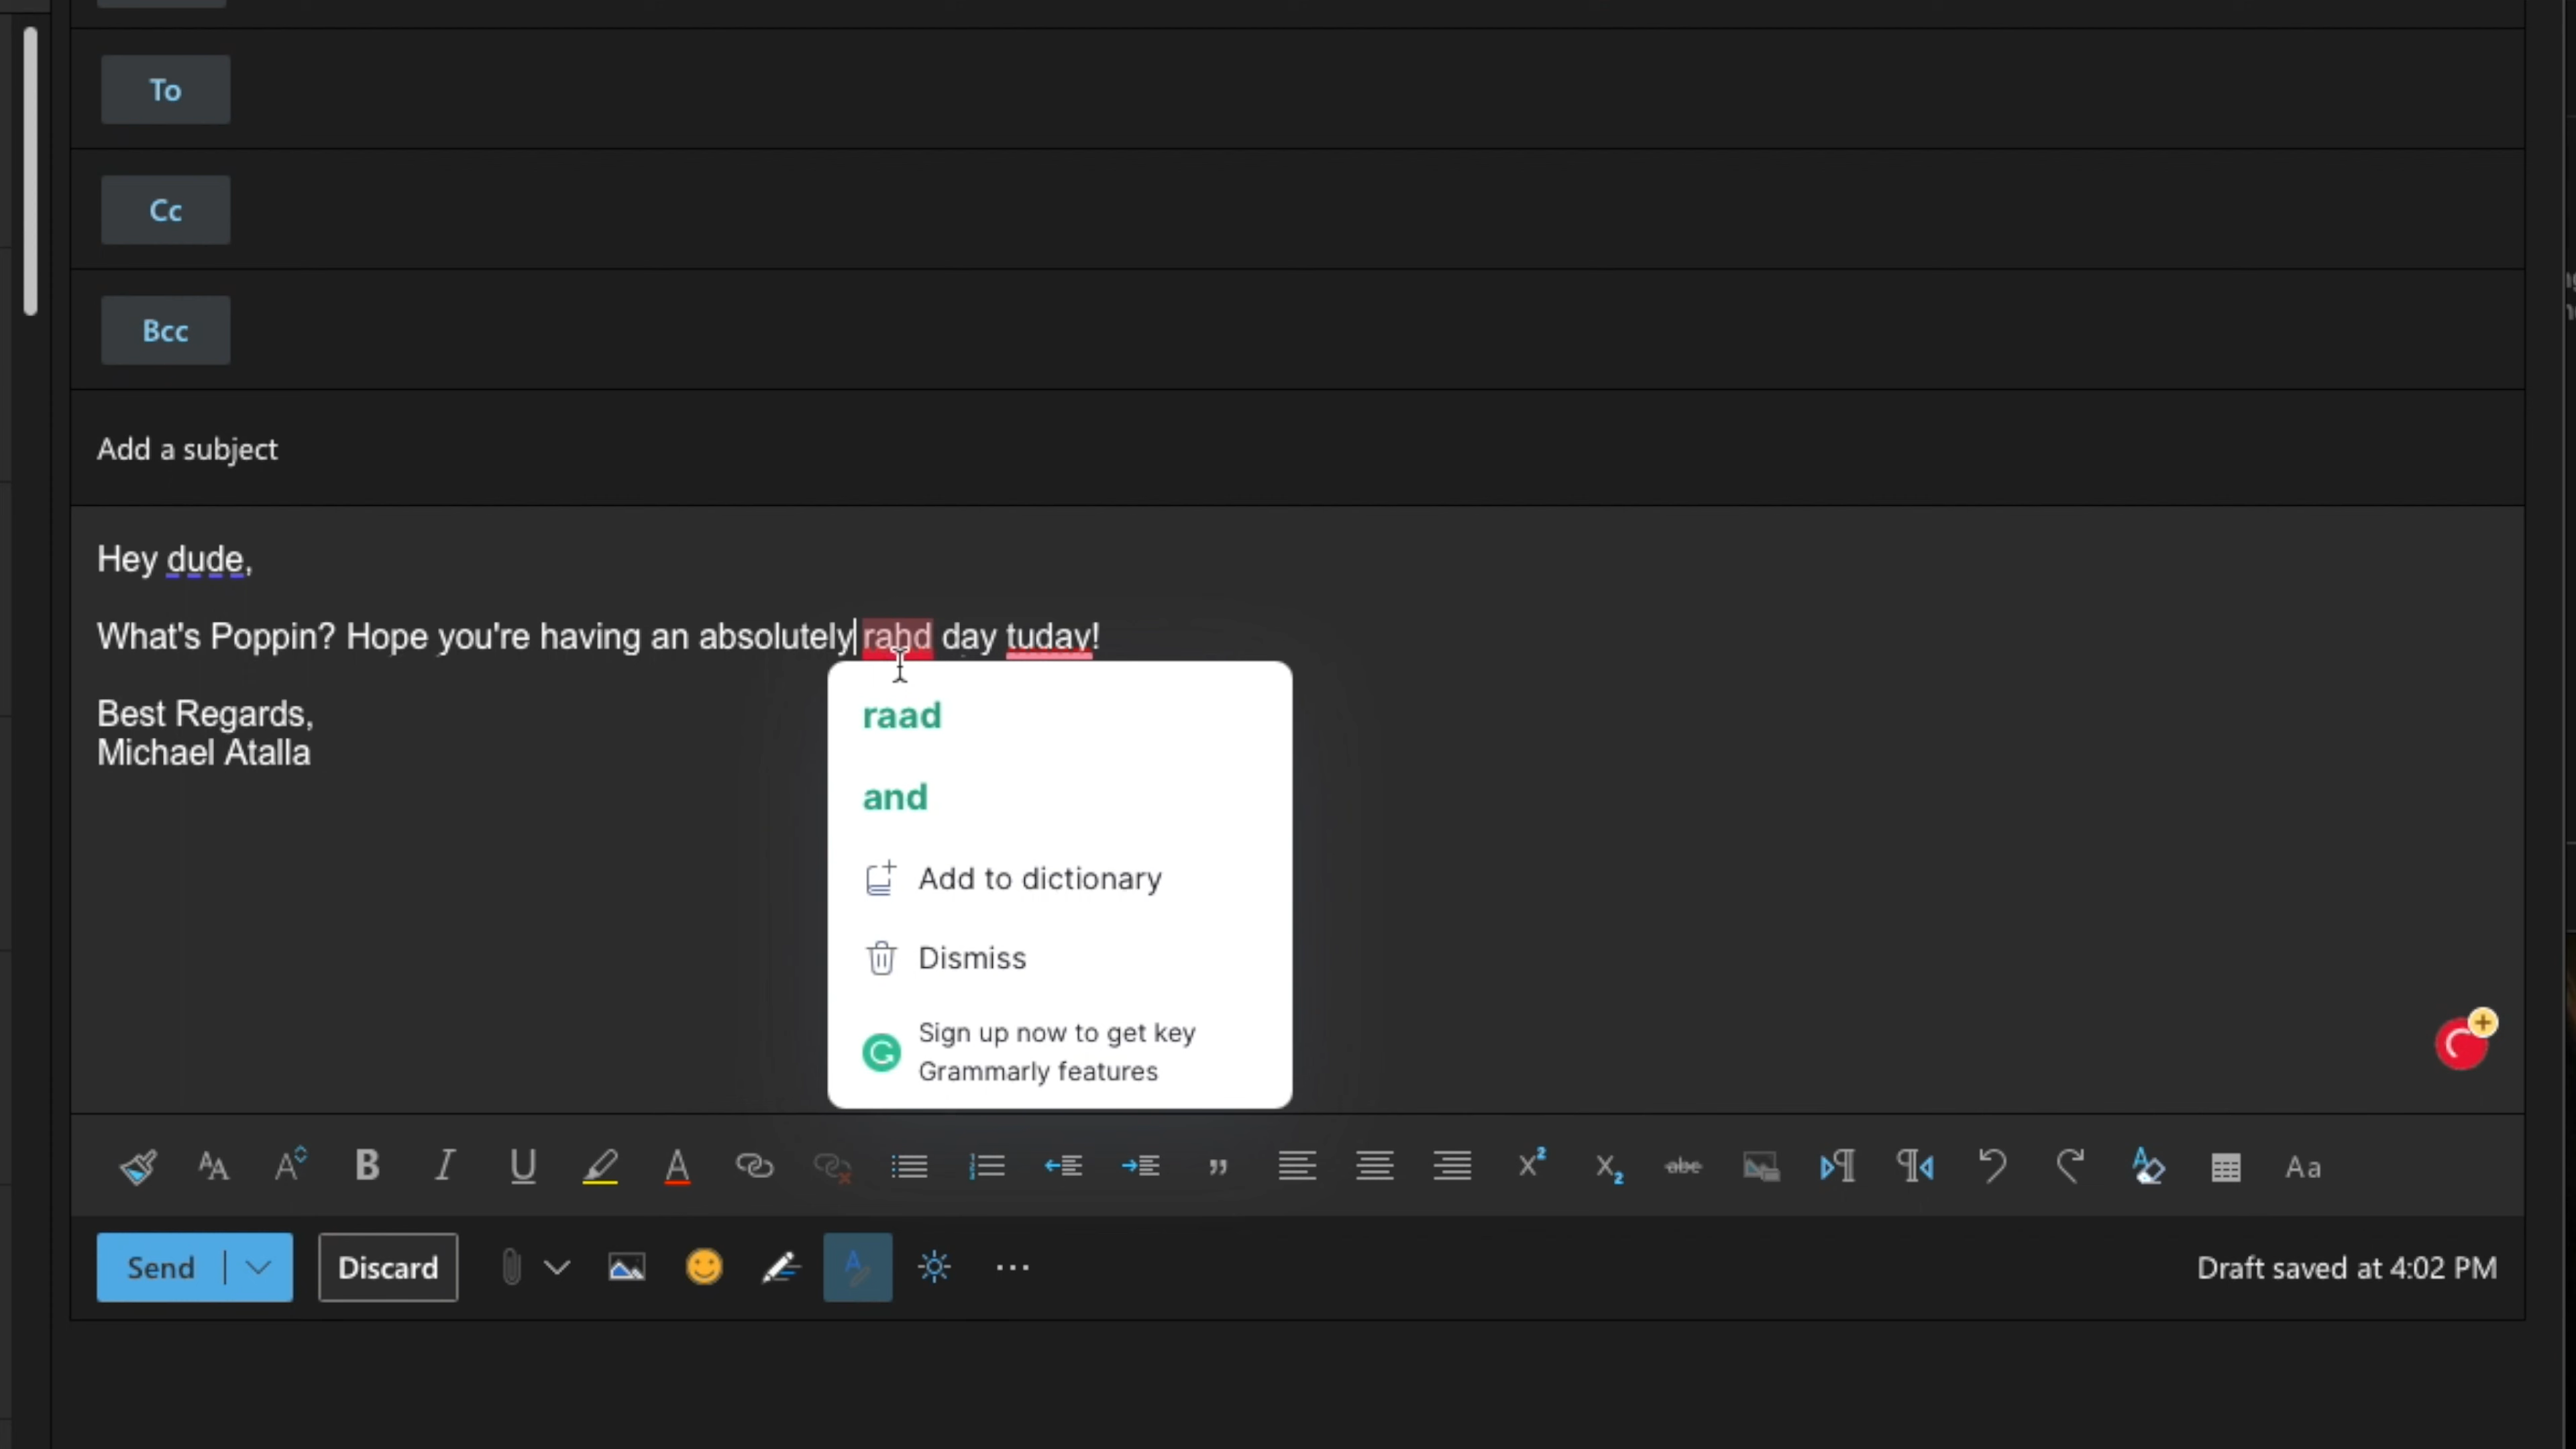 To
Cc
Bcc
Add a subject
Hey dude,
What's Poppin? Hope you're having an absolutely rahd day tuday!
Best Regards,
Michael Atalla
raad
and
Add to dictionary
Dismiss
Sign up now to get key
Grammarly features
Send
Discard
Draft saved at 4:02 PM